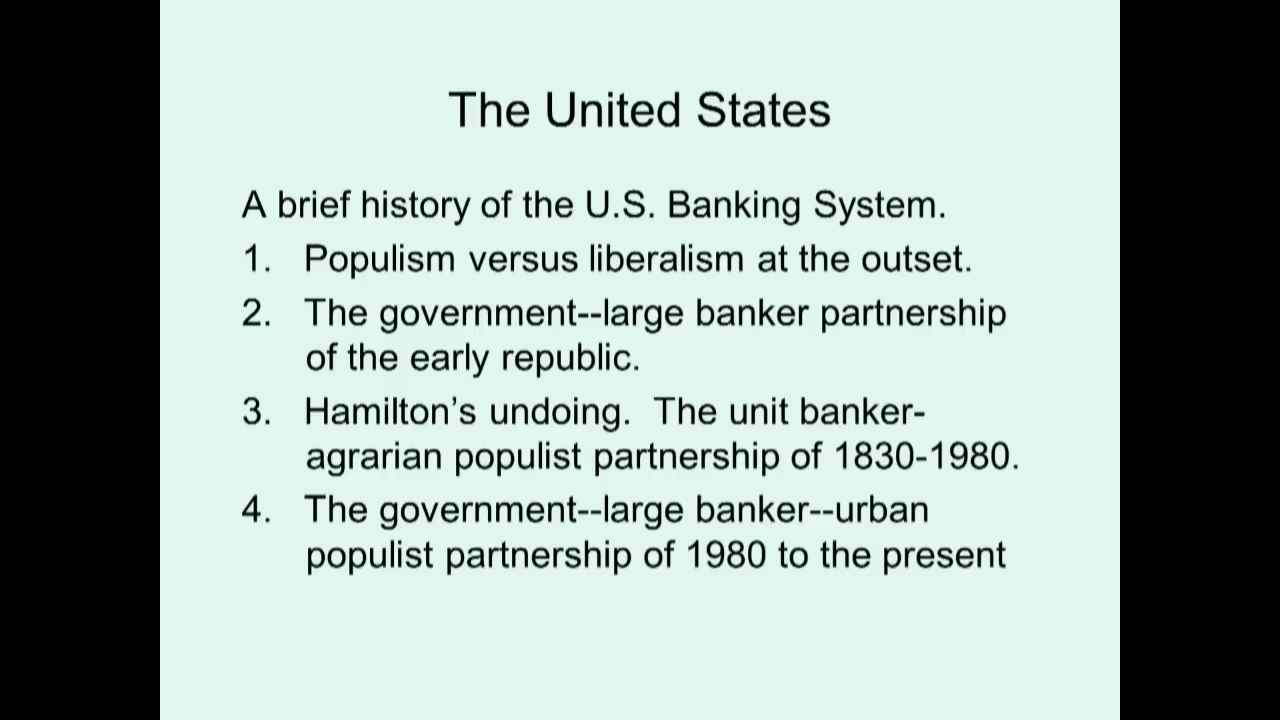 The United States
A brief history of the U.S. Banking System.
1. Populism versus liberalism at the outset.
2. The government--large banker partnership
of the early republic.
3. Hamilton’s undoing.  The unit banker-
agrarian populist partnership of 1830-1980.
4. The government--large banker--urban
populist partnership of 1980 to the present